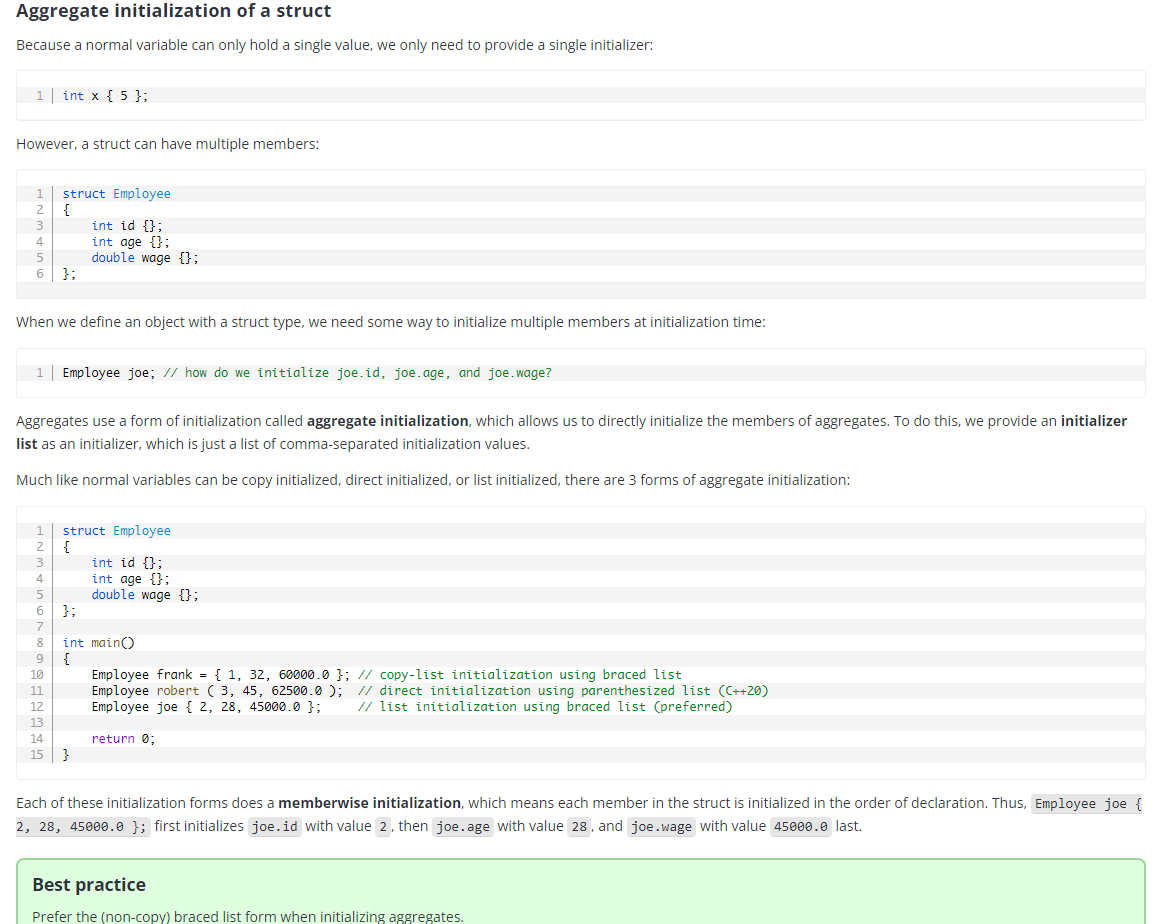 Aggregate initialization of a struct
Because a normal variable can only hold a single value, we only need to provide a single initializer:
1 int x { 5 };
However, a struct can have multiple members:
1 struct Employee
2 {
3     int id {};
4     int age {};
5     double wage {};
6 };
When we define an object with a struct type, we need some way to initialize multiple members at initialization time:
1 Employee joe; // how do we initialize joe.id, joe.age, and joe.wage?
Aggregates use a form of initialization called aggregate initialization, which allows us to directly initialize the members of aggregates. To do this, we provide an initializer
list as an initializer, which is just a list of comma-separated initialization values.
Much like normal variables can be copy initialized, direct initialized, or list initialized, there are 3 forms of aggregate initialization:
1 struct Employee
2 {
3     int id {};
4     int age {};
5     double wage {};
6 };
7
8 int main()
9 {
10     Employee frank = { 1, 32, 60000.0 }; // copy-list initialization using braced list
11     Employee robert ( 3, 45, 62500.0 );  // direct initialization using parenthesized list (C++20)
12     Employee joe { 2, 28, 45000.0 };     // list initialization using braced list (preferred)
13
14     return 0;
15 }
Each of these initialization forms does a memberwise initialization, which means each member in the struct is initialized in the order of declaration. Thus, Employee joe {
2, 28, 45000.0 }; first initializes joe.id with value 2, then joe.age with value 28, and joe.wage with value 45000.0 last.
Best practice
Prefer the (non-copy) braced list form when initializing aggregates.